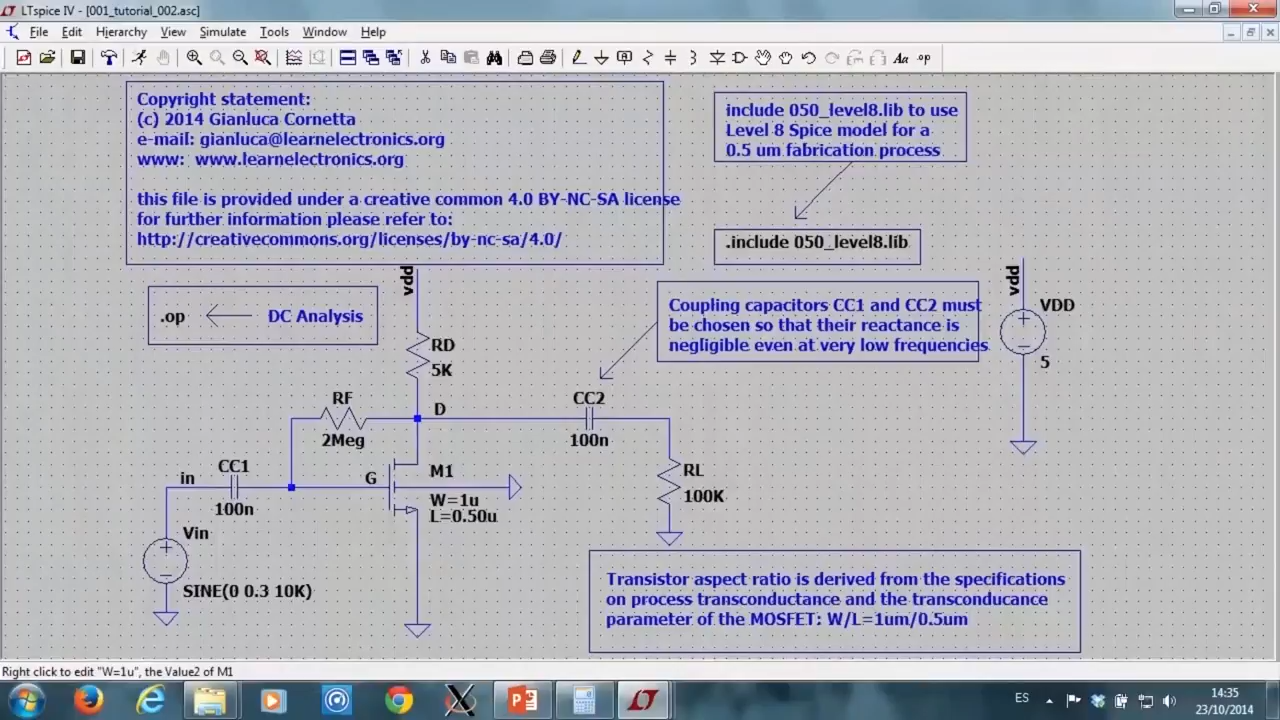 LTspice IV - [001_tutorial_002.asc]
File Edit Hierarchy View Simulate Tools Window Help
Aa .op
Copyright statement:
(c) 2014 Gianluca Cornetta
e-mail: gianluca@learnelectronics.org
www: www.learnelectronics.org
this file is provided under a creative common 4.0 BY-NC-SA license
for further information please refer to:
http://creativecommons.org/licenses/by-nc-sa/4.0/
include 050_level8.lib to use
Level 8 Spice model for a
0.5 um fabrication process
.include 050_level8.lib
.op DC Analysis
vdd
RD
5K
Coupling capacitors CC1 and CC2 must
be chosen so that their reactance is
negligible even at very low frequencies
vdd
VDD
5
RF
2Meg
D
CC2
100n
in
CC1
100n
G
M1
W=1u
L=0.50u
RL
100K
Vin
SINE(0 0.3 10K)
Transistor aspect ratio is derived from the specifications
on process transconductance and the transconducance
parameter of the MOSFET: W/L=1um/0.5um
Right click to edit "W=1u", the Value2 of M1
ES
14:35
23/10/2014